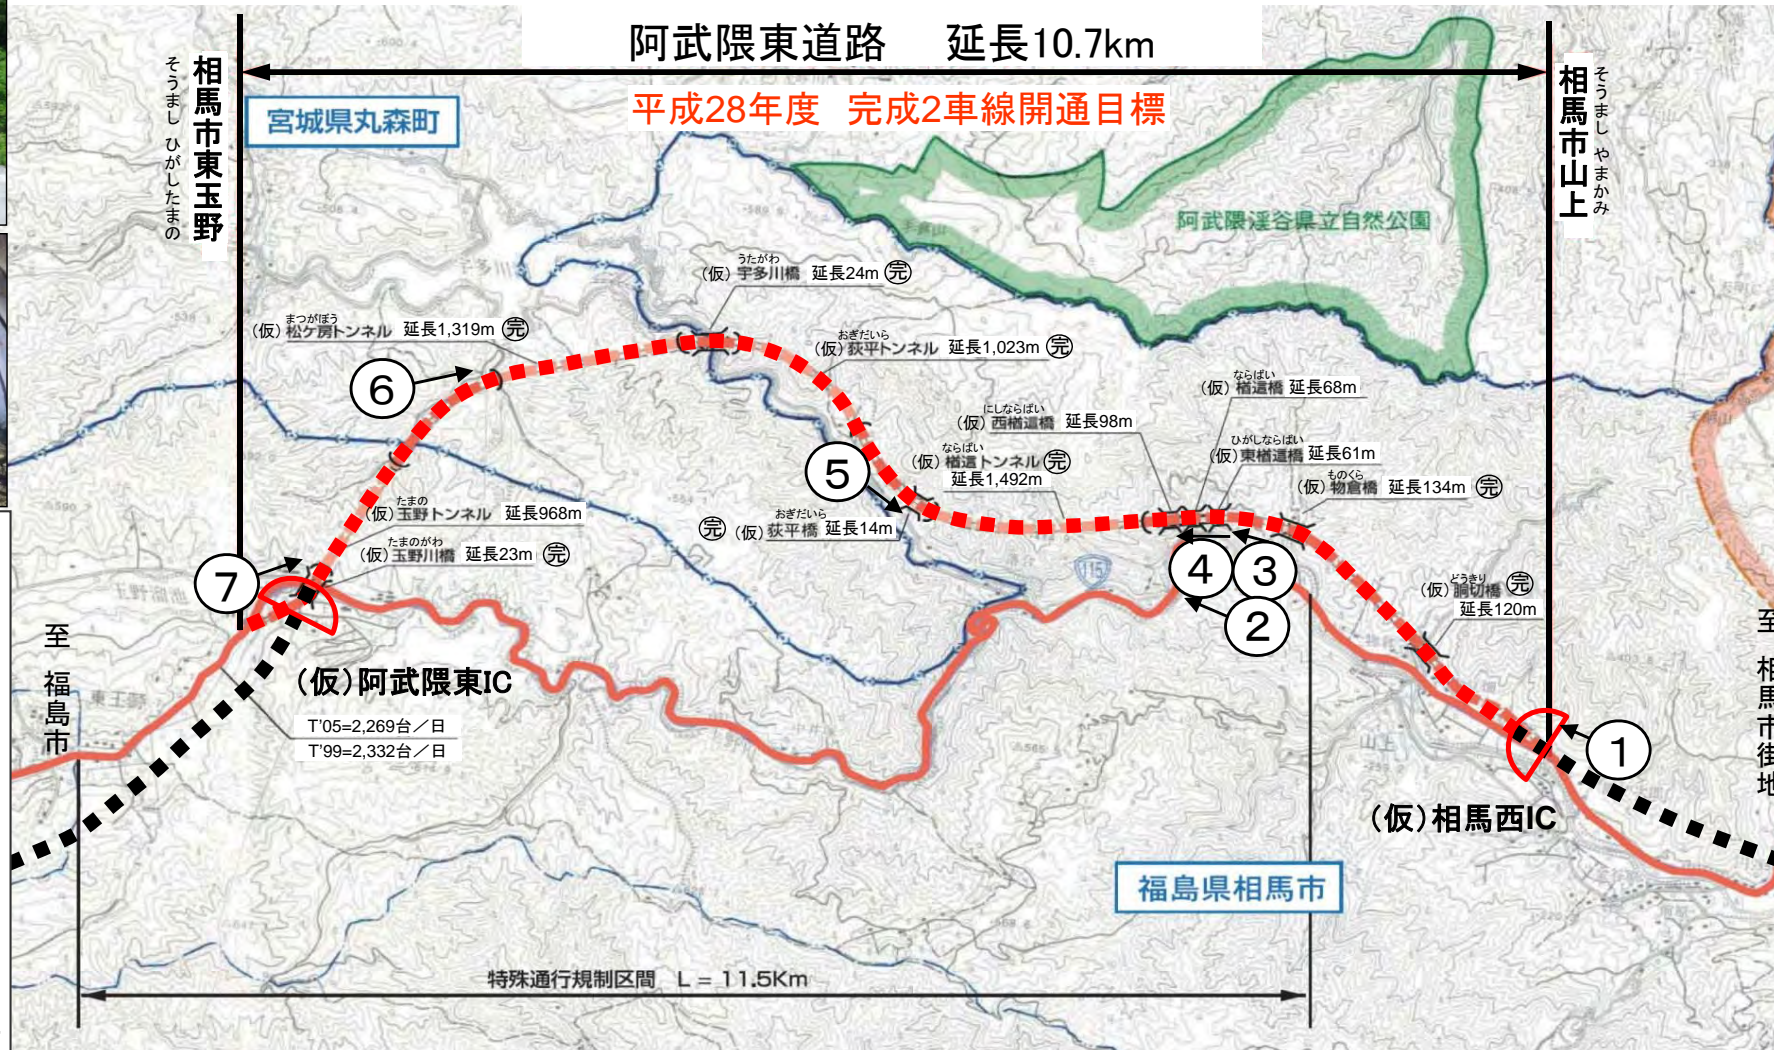 阿武隈東道路　延長10.7km
平成28年度　完成2車線開通目標
そうまし ひがしたまの
相馬市東玉野
そうまし やまかみ
相馬市山上
宮城県丸森町
阿武隈渓谷県立自然公園
うたがわ
(仮) 宇多川橋 延長24m 完
まつがぼう
(仮) 松ケ房トンネル 延長1,319m 完
おぎだいら
(仮) 荻平トンネル 延長1,023m 完
ならばい
(仮) 楢這橋 延長68m
にしならばい
(仮) 西楢這橋 延長98m
ひがしならばい
(仮) 東楢這橋 延長61m
ならばい
(仮) 楢這トンネル 完
延長1,492m
ものくら
(仮) 物倉橋 延長134m 完
おぎだいら
完 (仮) 荻平橋 延長14m
たまの
(仮) 玉野トンネル 延長968m
たまのがわ
(仮) 玉野川橋 延長23m 完
どうきり
(仮) 胴切橋 完
延長120m
⑥
⑤
⑦
④
③
②
①
115
至 福島市
至 相馬市街地
東玉野
山上
(仮)阿武隈東IC
T'05=2,269台／日
T'99=2,332台／日
(仮)相馬西IC
福島県相馬市
特殊通行規制区間　L = 11.5Km